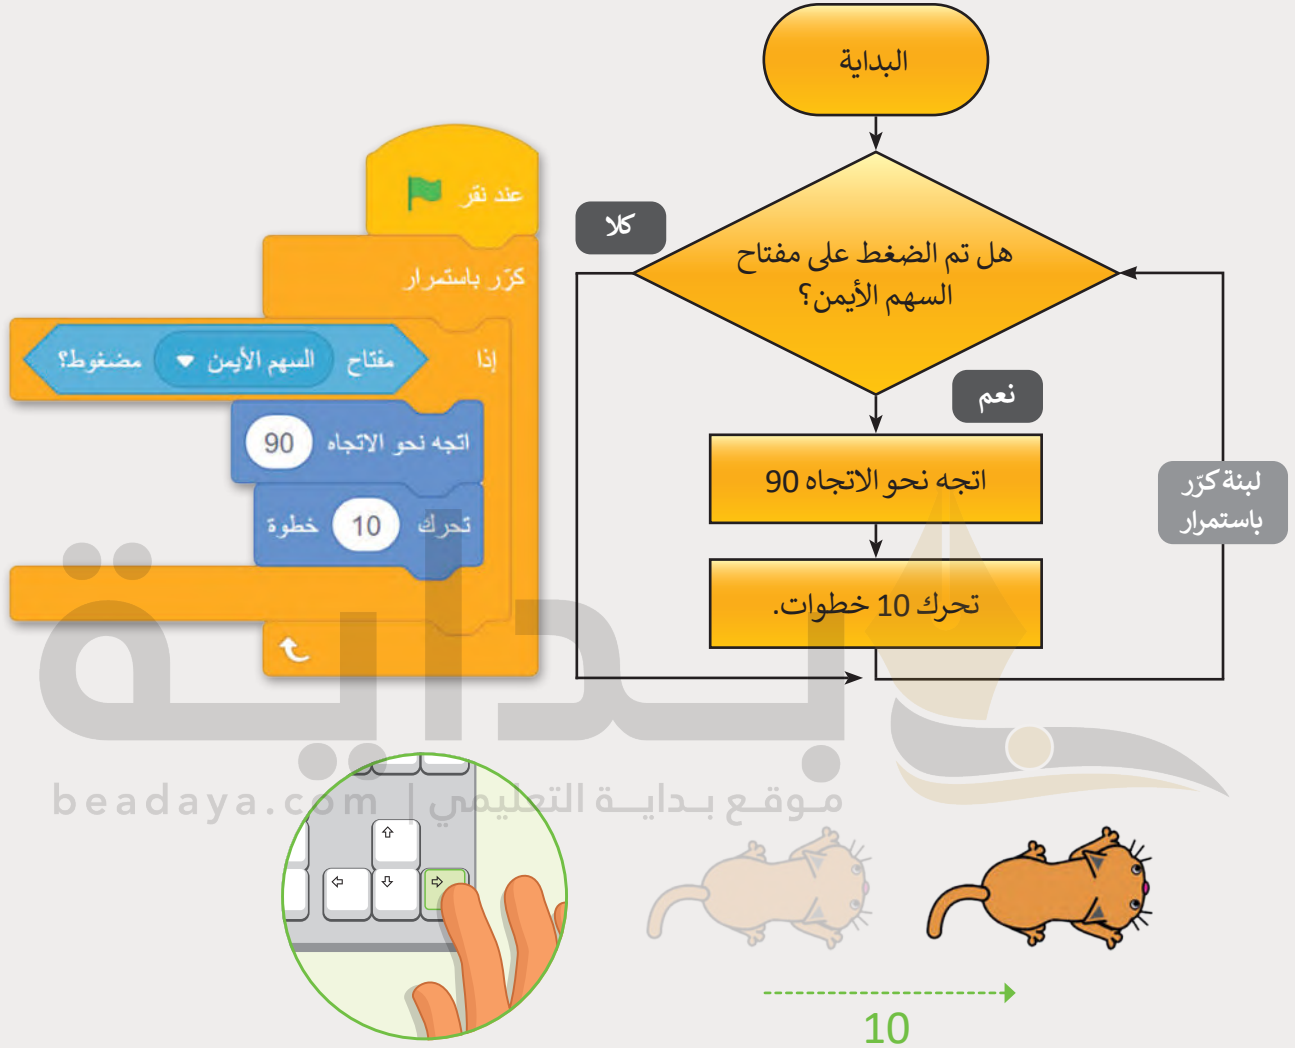 البداية
هل تم الضغط على مفتاح
السهم الأيمن؟
كلا
نعم
اتجه نحو الاتجاه 90
تحرك 10 خطوات.
لبنة كرّر
باستمرار
عند نقر
كرّر باستمرار
إذا مفتاح السهم الأيمن مضغوط؟
اتجه نحو الاتجاه 90
تحرك 10 خطوة
بداية
موقع بداية التعليمي | beadaya.com
10